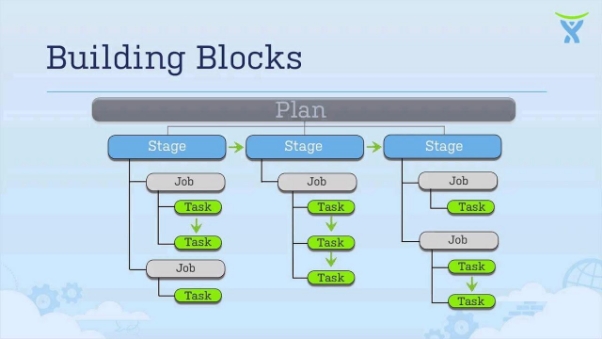 Building Blocks
Plan
Stage Stage Stage
Job Job Job
Task Task Task
Task Task Job
Job Task Task
Task Task